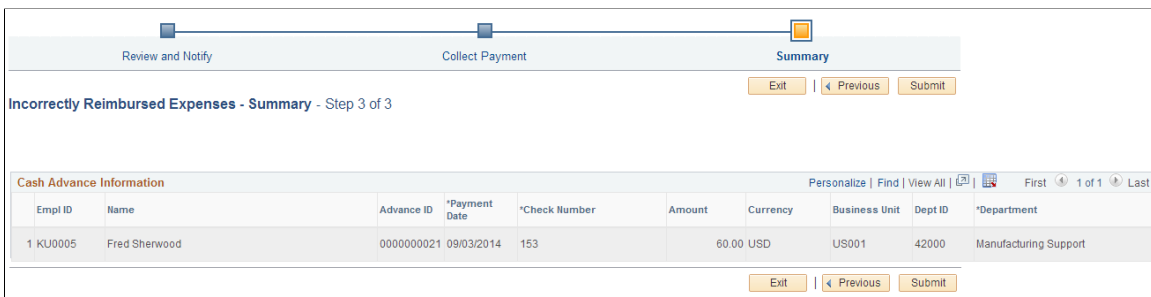 Review and Notify Collect Payment Summary
Exit | Previous Submit
Incorrectly Reimbursed Expenses - Summary - Step 3 of 3
Cash Advance Information Personalize | Find | View All | | First 1 of 1 Last
Empl ID Name Advance ID *Payment Date *Check Number Amount Currency Business Unit Dept ID *Department
1 KU0005 Fred Sherwood 0000000021 09/03/2014 153 60.00 USD US001 42000 Manufacturing Support
Exit | Previous Submit